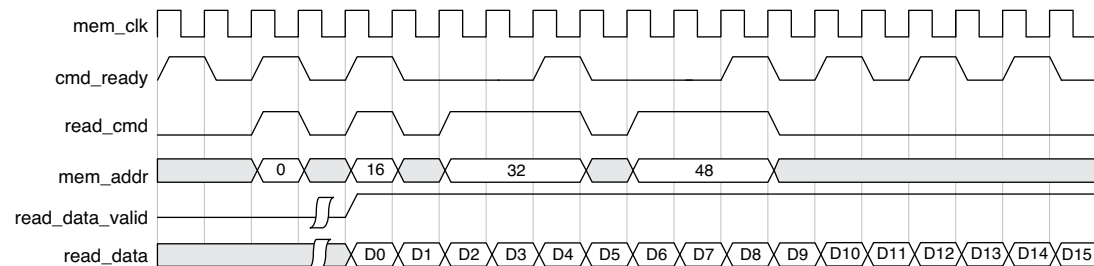 mem_clk
cmd_ready
read_cmd
mem_addr 0 16 32 48
read_data_valid
read_data D0 D1 D2 D3 D4 D5 D6 D7 D8 D9 D10 D11 D12 D13 D14 D15